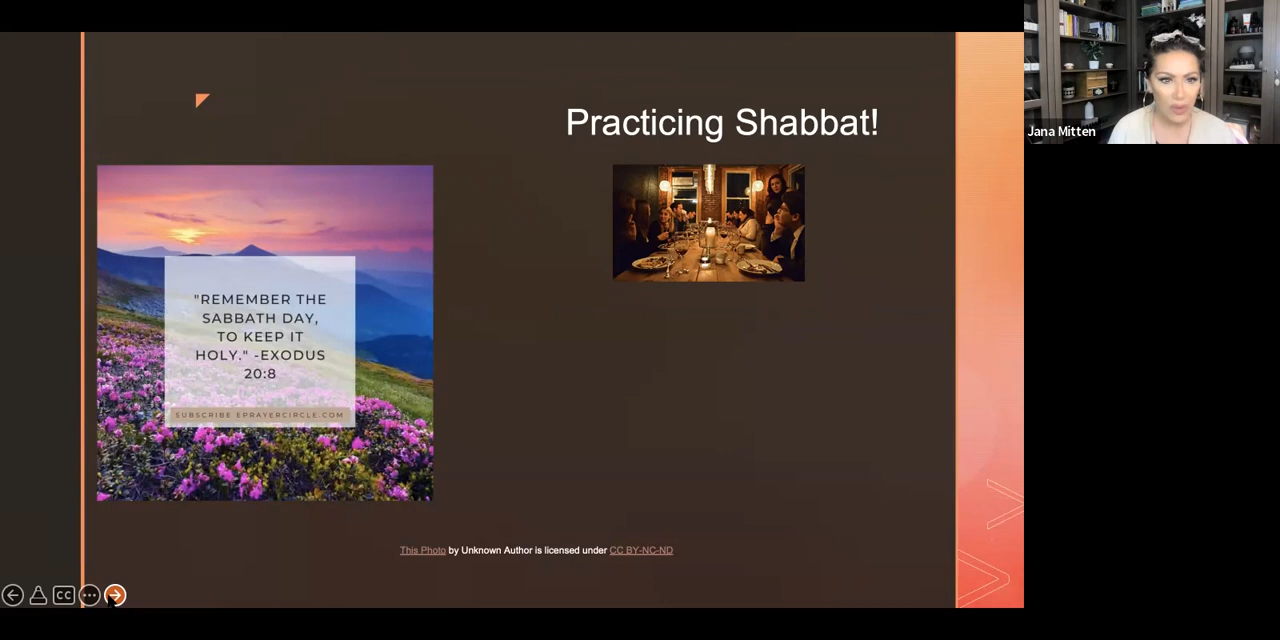 Practicing Shabbat!
"REMEMBER THE
SABBATH DAY,
TO KEEP IT
HOLY." -EXODUS
20:8
SUBSCRIBE EPRAYERCIRCLE.COM
This Photo by Unknown Author is licensed under CC BY-NC-ND
CC
Jana Mitten